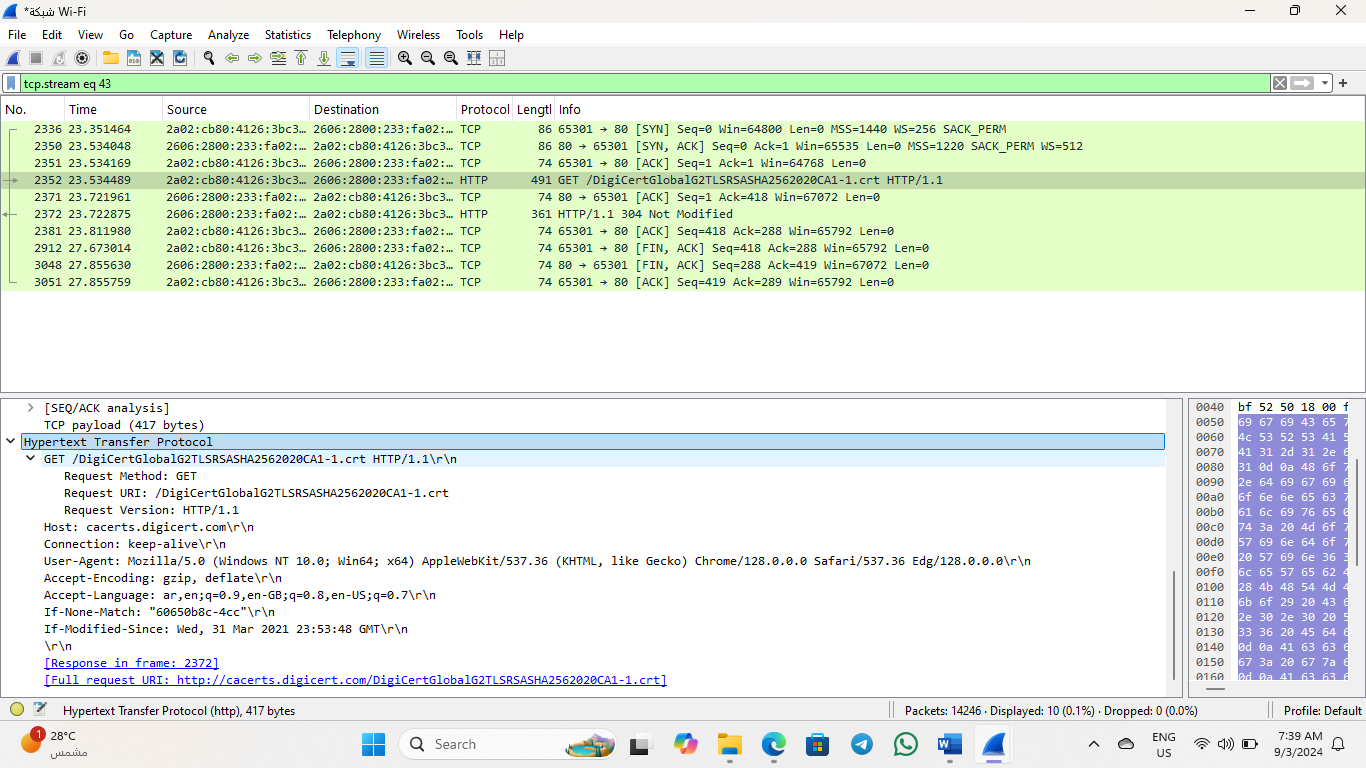 *شبكة Wi-Fi
File Edit View Go Capture Analyze Statistics Telephony Wireless Tools Help
tcp.stream eq 43
No. Time Source Destination Protocol Lengtl Info
2336 23.351464 2a02:cb80:4126:3bc3… 2606:2800:233:fa02:… TCP 86 65301 → 80 [SYN] Seq=0 Win=64800 Len=0 MSS=1440 WS=256 SACK_PERM
2350 23.534048 2606:2800:233:fa02:… 2a02:cb80:4126:3bc3… TCP 86 80 → 65301 [SYN, ACK] Seq=0 Ack=1 Win=65535 Len=0 MSS=1220 SACK_PERM WS=512
2351 23.534169 2a02:cb80:4126:3bc3… 2606:2800:233:fa02:… TCP 74 65301 → 80 [ACK] Seq=1 Ack=1 Win=64768 Len=0
2352 23.534489 2a02:cb80:4126:3bc3… 2606:2800:233:fa02:… HTTP 491 GET /DigiCertGlobalG2TLSRSASHA2562020CA1-1.crt HTTP/1.1
2371 23.721961 2606:2800:233:fa02:… 2a02:cb80:4126:3bc3… TCP 74 80 → 65301 [ACK] Seq=1 Ack=418 Win=67072 Len=0
2372 23.722875 2606:2800:233:fa02:… 2a02:cb80:4126:3bc3… HTTP 361 HTTP/1.1 304 Not Modified
2381 23.811980 2a02:cb80:4126:3bc3… 2606:2800:233:fa02:… TCP 74 65301 → 80 [ACK] Seq=418 Ack=288 Win=65792 Len=0
2912 27.673014 2a02:cb80:4126:3bc3… 2606:2800:233:fa02:… TCP 74 65301 → 80 [FIN, ACK] Seq=418 Ack=288 Win=65792 Len=0
3048 27.855630 2606:2800:233:fa02:… 2a02:cb80:4126:3bc3… TCP 74 80 → 65301 [FIN, ACK] Seq=288 Ack=419 Win=67072 Len=0
3051 27.855759 2a02:cb80:4126:3bc3… 2606:2800:233:fa02:… TCP 74 65301 → 80 [ACK] Seq=419 Ack=289 Win=65792 Len=0
[SEQ/ACK analysis]
TCP payload (417 bytes)
Hypertext Transfer Protocol
GET /DigiCertGlobalG2TLSRSASHA2562020CA1-1.crt HTTP/1.1\r\n
Request Method: GET
Request URI: /DigiCertGlobalG2TLSRSASHA2562020CA1-1.crt
Request Version: HTTP/1.1
Host: cacerts.digicert.com\r\n
Connection: keep-alive\r\n
User-Agent: Mozilla/5.0 (Windows NT 10.0; Win64; x64) AppleWebKit/537.36 (KHTML, like Gecko) Chrome/128.0.0.0 Safari/537.36 Edg/128.0.0.0\r\n
Accept-Encoding: gzip, deflate\r\n
Accept-Language: ar,en;q=0.9,en-GB;q=0.8,en-US;q=0.7\r\n
If-None-Match: "60650b8c-4cc"\r\n
If-Modified-Since: Wed, 31 Mar 2021 23:53:48 GMT\r\n
\r\n
[Response in frame: 2372]
[Full request URI: http://cacerts.digicert.com/DigiCertGlobalG2TLSRSASHA2562020CA1-1.crt]
0040 bf 52 50 18 00 f
0050 69 67 69 43 65 7
0060 4c 53 52 53 41 5
0070 41 31 2d 31 2e 6
0080 31 0d 0a 48 6f 7
0090 2e 64 69 67 69 6
00a0 6f 6e 6e 65 63 7
00b0 61 6c 69 76 65 0
00c0 74 3a 20 4d 6f 7
00d0 57 69 6e 64 6f 7
00e0 20 57 69 6e 36 3
00f0 6c 65 57 65 62 4
0100 28 4b 48 54 4d 4
0110 6b 6f 29 20 43 6
0120 2e 30 2e 30 20 5
0130 33 36 20 45 64 6
0140 0d 0a 41 63 63 6
0150 67 3a 20 67 7a 6
0160 0d 0a 41 63 63 6
Hypertext Transfer Protocol (http), 417 bytes
Packets: 14246 · Displayed: 10 (0.1%) · Dropped: 0 (0.0%)
Profile: Default
1
28°C
مشمس
Search
ENG
US
7:39 AM
9/3/2024